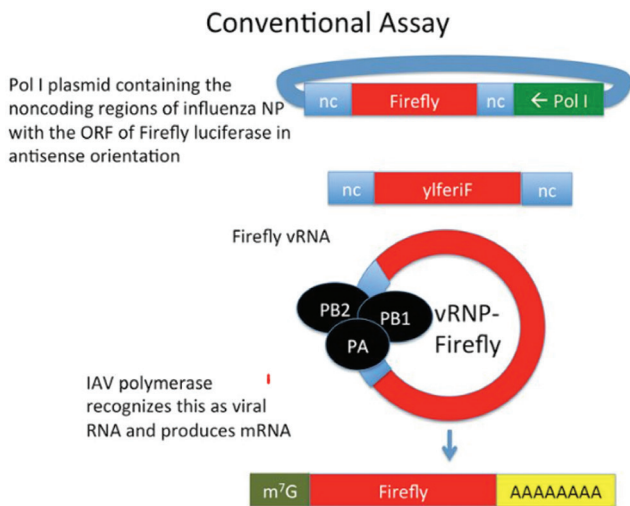 Conventional Assay
Pol I plasmid containing the
noncoding regions of influenza NP
with the ORF of Firefly luciferase in
antisense orientation
nc Firefly nc ← Pol I
nc ylferiF nc
Firefly vRNA
PB2 PB1 PA
vRNP-
Firefly
IAV polymerase
recognizes this as viral
RNA and produces mRNA
m⁷G Firefly AAAAAAAA